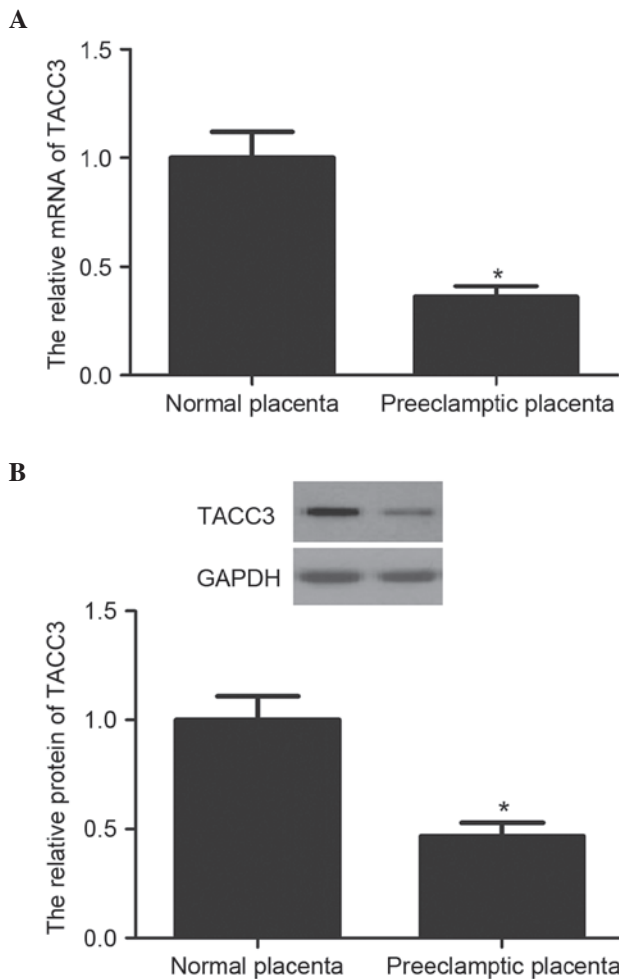 A
The relative mRNA of TACC3
1.5
1.0
0.5
0.0
*
Normal placenta
Preeclamptic placenta
B
TACC3
GAPDH
The relative protein of TACC3
1.5
1.0
0.5
0.0
*
Normal placenta
Preeclamptic placenta